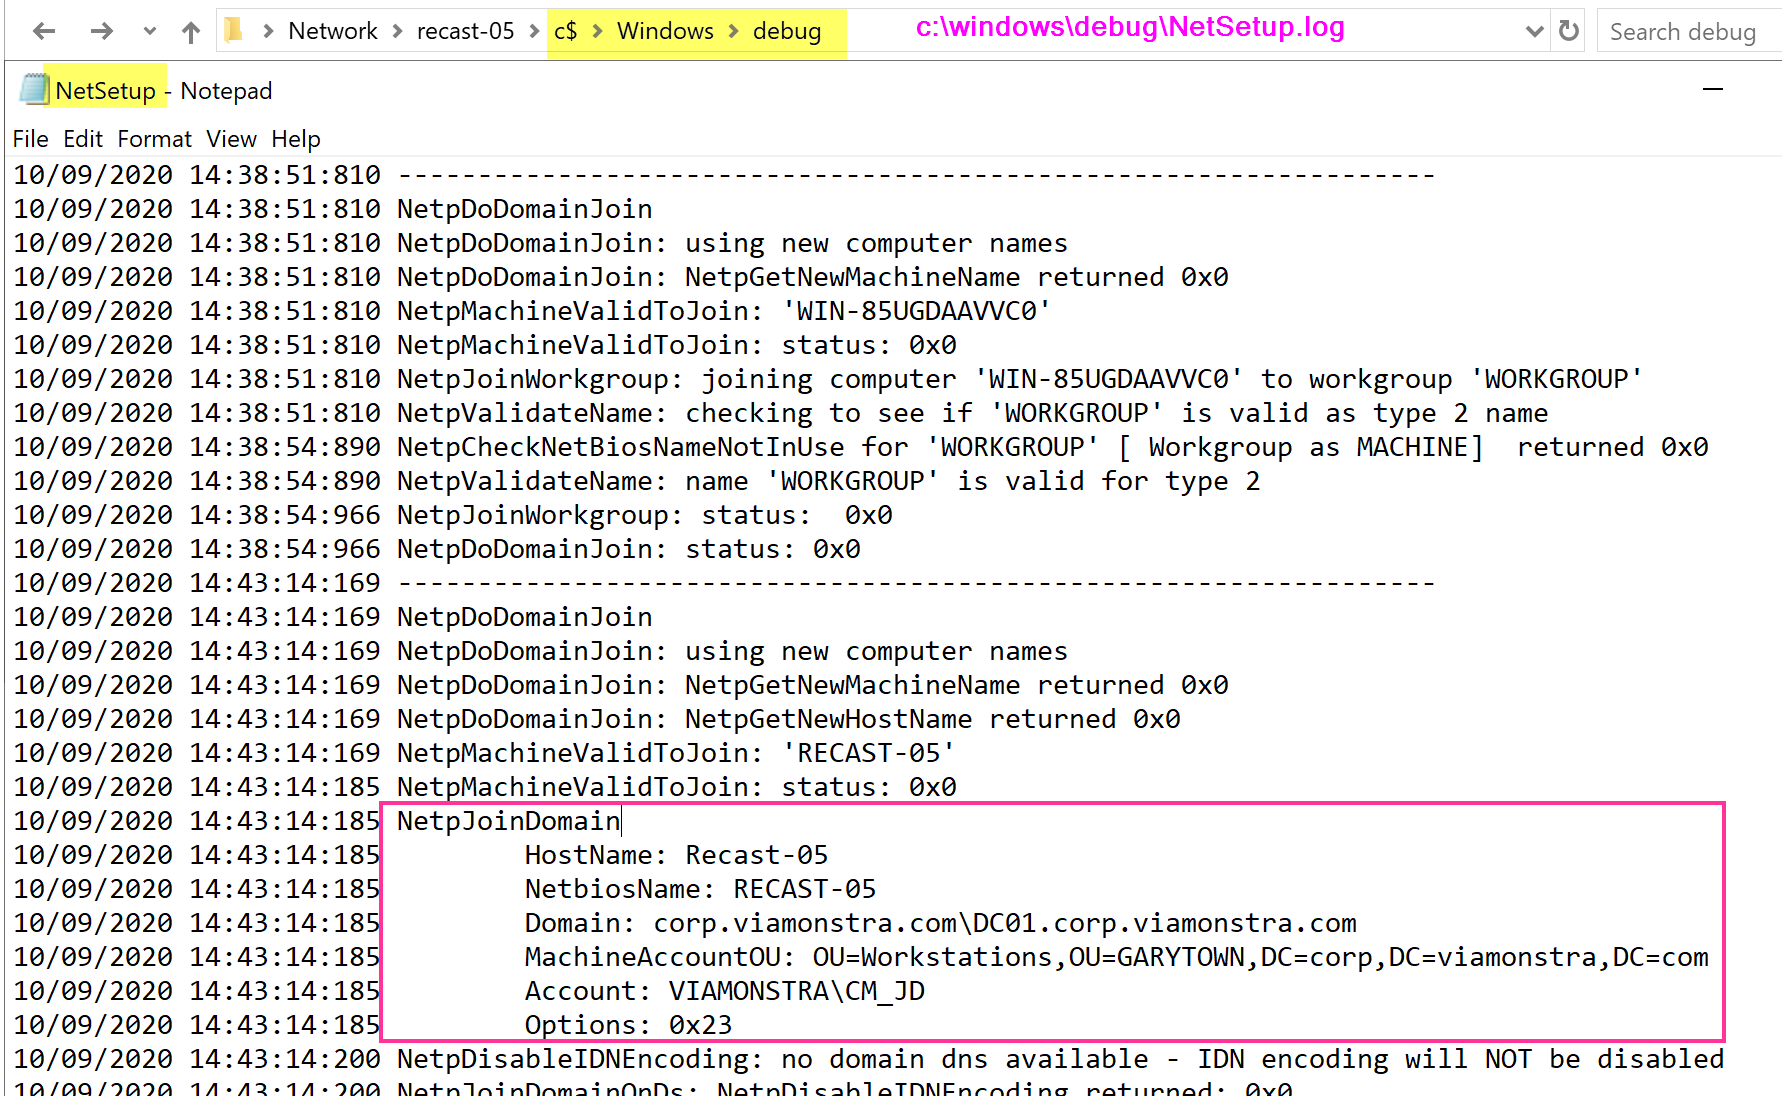 Network > recast-05 > c$ > Windows > debug
c:\windows\debug\NetSetup.log
Search debug
NetSetup - Notepad
File Edit Format View Help
10/09/2020 14:38:51:810 -----------------------------------------------------------------
10/09/2020 14:38:51:810 NetpDoDomainJoin
10/09/2020 14:38:51:810 NetpDoDomainJoin: using new computer names
10/09/2020 14:38:51:810 NetpDoDomainJoin: NetpGetNewMachineName returned 0x0
10/09/2020 14:38:51:810 NetpMachineValidToJoin: 'WIN-85UGDAAVVC0'
10/09/2020 14:38:51:810 NetpMachineValidToJoin: status: 0x0
10/09/2020 14:38:51:810 NetpJoinWorkgroup: joining computer 'WIN-85UGDAAVVC0' to workgroup 'WORKGROUP'
10/09/2020 14:38:51:810 NetpValidateName: checking to see if 'WORKGROUP' is valid as type 2 name
10/09/2020 14:38:54:890 NetpCheckNetBiosNameNotInUse for 'WORKGROUP' [ Workgroup as MACHINE]  returned 0x0
10/09/2020 14:38:54:890 NetpValidateName: name 'WORKGROUP' is valid for type 2
10/09/2020 14:38:54:966 NetpJoinWorkgroup: status:  0x0
10/09/2020 14:38:54:966 NetpDoDomainJoin: status: 0x0
10/09/2020 14:43:14:169 -----------------------------------------------------------------
10/09/2020 14:43:14:169 NetpDoDomainJoin
10/09/2020 14:43:14:169 NetpDoDomainJoin: using new computer names
10/09/2020 14:43:14:169 NetpDoDomainJoin: NetpGetNewMachineName returned 0x0
10/09/2020 14:43:14:169 NetpDoDomainJoin: NetpGetNewHostName returned 0x0
10/09/2020 14:43:14:169 NetpMachineValidToJoin: 'RECAST-05'
10/09/2020 14:43:14:185 NetpMachineValidToJoin: status: 0x0
10/09/2020 14:43:14:185 NetpJoinDomain
10/09/2020 14:43:14:185 HostName: Recast-05
10/09/2020 14:43:14:185 NetbiosName: RECAST-05
10/09/2020 14:43:14:185 Domain: corp.viamonstra.com\DC01.corp.viamonstra.com
10/09/2020 14:43:14:185 MachineAccountOU: OU=Workstations,OU=GARYTOWN,DC=corp,DC=viamonstra,DC=com
10/09/2020 14:43:14:185 Account: VIAMONSTRA\CM_JD
10/09/2020 14:43:14:185 Options: 0x23
10/09/2020 14:43:14:200 NetpDisableIDNEncoding: no domain dns available - IDN encoding will NOT be disabled
10/09/2020 14:43:14:200 NetpJoinDomainOnDs: NetpDisableIDNEncoding returned: 0x0